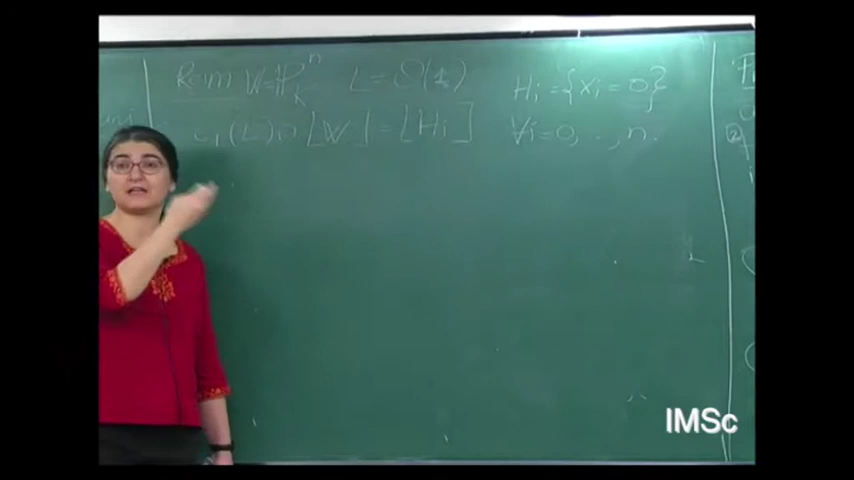 Rem W=ℙ_k^n L = O(1) H_i = {x_i = 0}
c_1(L)∩[W] = [H_i] ∀i=0,..,n.
IMSc